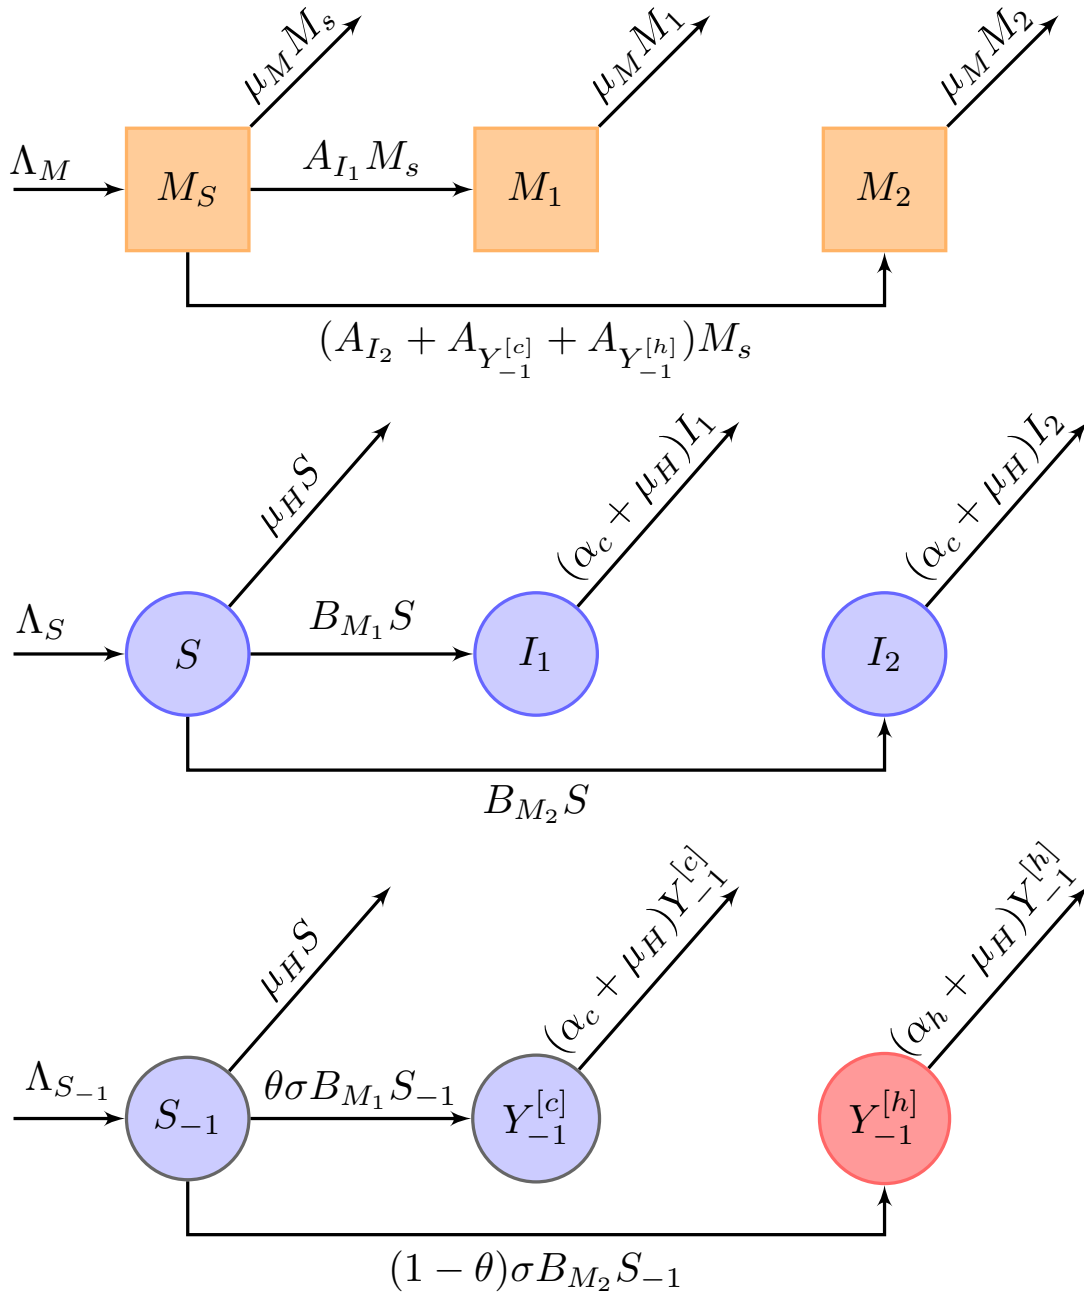 μ_M M_s μ_M M_1 μ_M M_2
Λ_M M_S A_{I_1} M_s M_1 M_2
(A_{I_2} + A_{Y_{-1}^{[c]}} + A_{Y_{-1}^{[h]}}) M_s
μ_H S (α_c + μ_H) I_1 (α_c + μ_H) I_2
Λ_S S B_{M_1} S I_1 I_2
B_{M_2} S
μ_H S (α_c + μ_H) Y_{-1}^{[c]} (α_h + μ_H) Y_{-1}^{[h]}
Λ_{S_{-1}} S_{-1} θσB_{M_1} S_{-1} Y_{-1}^{[c]} Y_{-1}^{[h]}
(1 − θ)σB_{M_2} S_{-1}